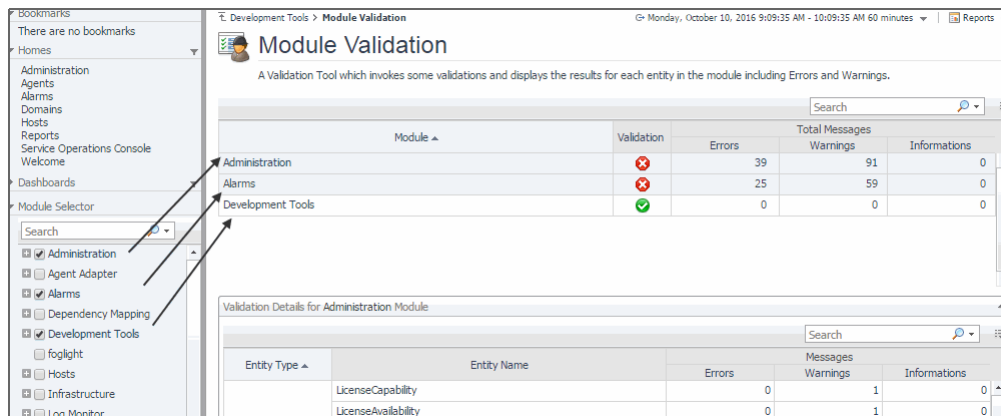 Bookmarks
There are no bookmarks
Homes
Administration
Agents
Alarms
Domains
Hosts
Reports
Service Operations Console
Welcome
Dashboards
Module Selector
Search
Administration
Agent Adapter
Alarms
Dependency Mapping
Development Tools
foglight
Hosts
Infrastructure
Log Monitor
Development Tools > Module Validation
Monday, October 10, 2016 9:09:35 AM - 10:09:35 AM 60 minutes
Reports
Module Validation
A Validation Tool which invokes some validations and displays the results for each entity in the module including Errors and Warnings.
Search
Module Validation Total Messages
Errors Warnings Informations
Administration 39 91 0
Alarms 25 59 0
Development Tools 0 0 0
Validation Details for Administration Module
Search
Entity Type Entity Name Messages
Errors Warnings Informations
LicenseCapability 0 1 0
LicenseAvailability 0 1 0